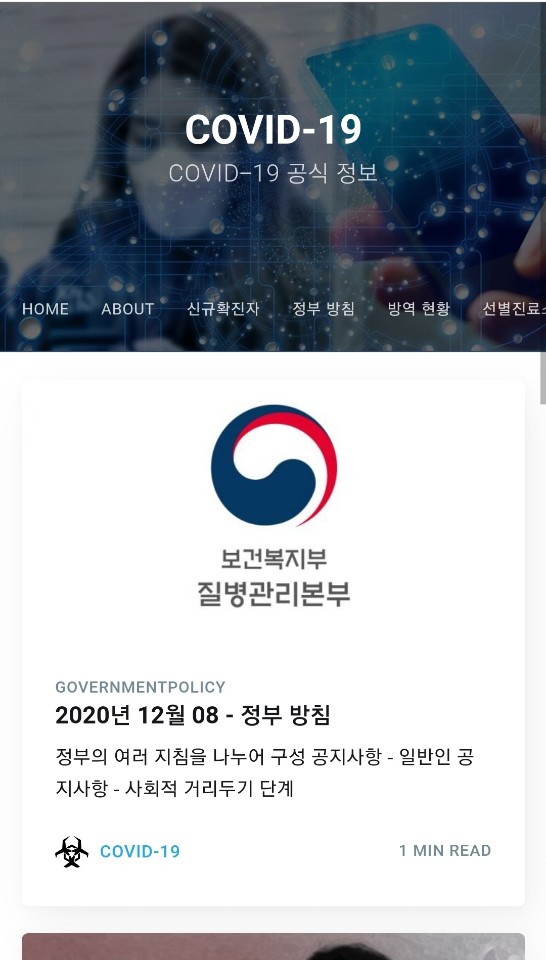 COVID-19
COVID-19 공식 정보
HOME ABOUT 신규확진자 정부 방침 방역 현황 선별진료
보건복지부
질병관리본부
GOVERNMENTPOLICY
2020년 12월 08 - 정부 방침
정부의 여러 지침을 나누어 구성 공지사항 - 일반인 공
지사항 - 사회적 거리두기 단계
COVID-19
1 MIN READ